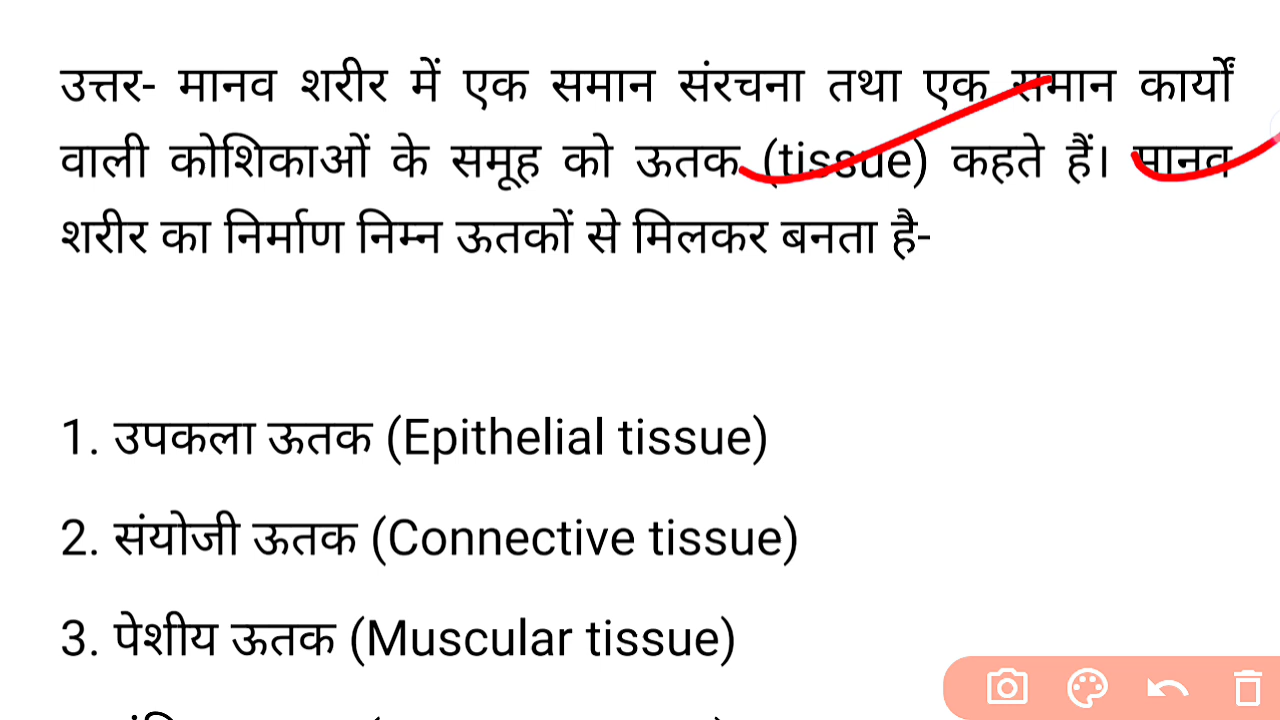 उत्तर- मानव शरीर में एक समान संरचना तथा एक समान कार्यों
वाली कोशिकाओं के समूह को ऊतक (tissue) कहते हैं। मानव
शरीर का निर्माण निम्न ऊतकों से मिलकर बनता है-
1. उपकला ऊतक (Epithelial tissue)
2. संयोजी ऊतक (Connective tissue)
3. पेशीय ऊतक (Muscular tissue)